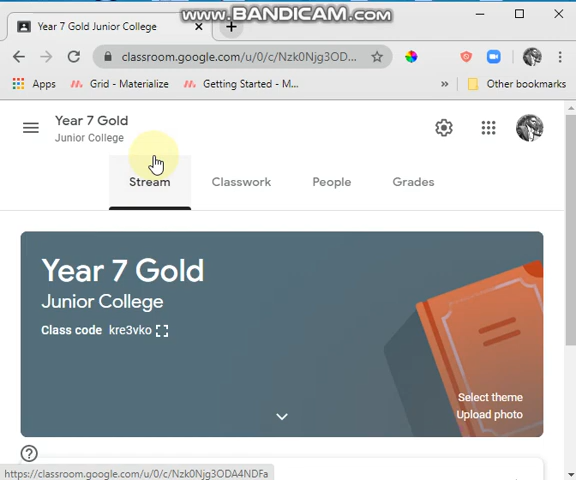 www.BANDICAM.com
Year 7 Gold Junior College
classroom.google.com/u/0/c/Nzk0Njg3OD...
Apps
Grid - Materialize
Getting Started - M...
»
Other bookmarks
Year 7 Gold
Junior College
Stream
Classwork
People
Grades
Year 7 Gold
Junior College
Class code kre3vko
Select theme
Upload photo
https://classroom.google.com/u/0/c/Nzk0Njg3ODA4NDFa